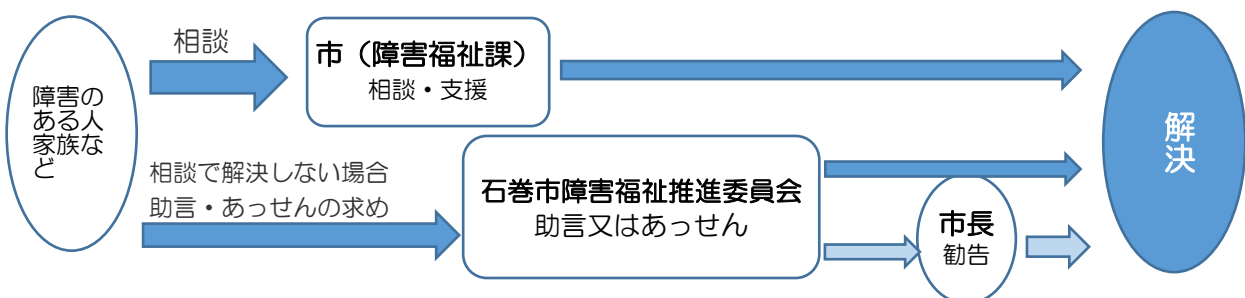 相談
市（障害福祉課）
相談・支援
障害の
ある人
家族な
ど
解
決
相談で解決しない場合
助言・あっせんの求め
石巻市障害福祉推進委員会
助言又はあっせん
市長
勧告